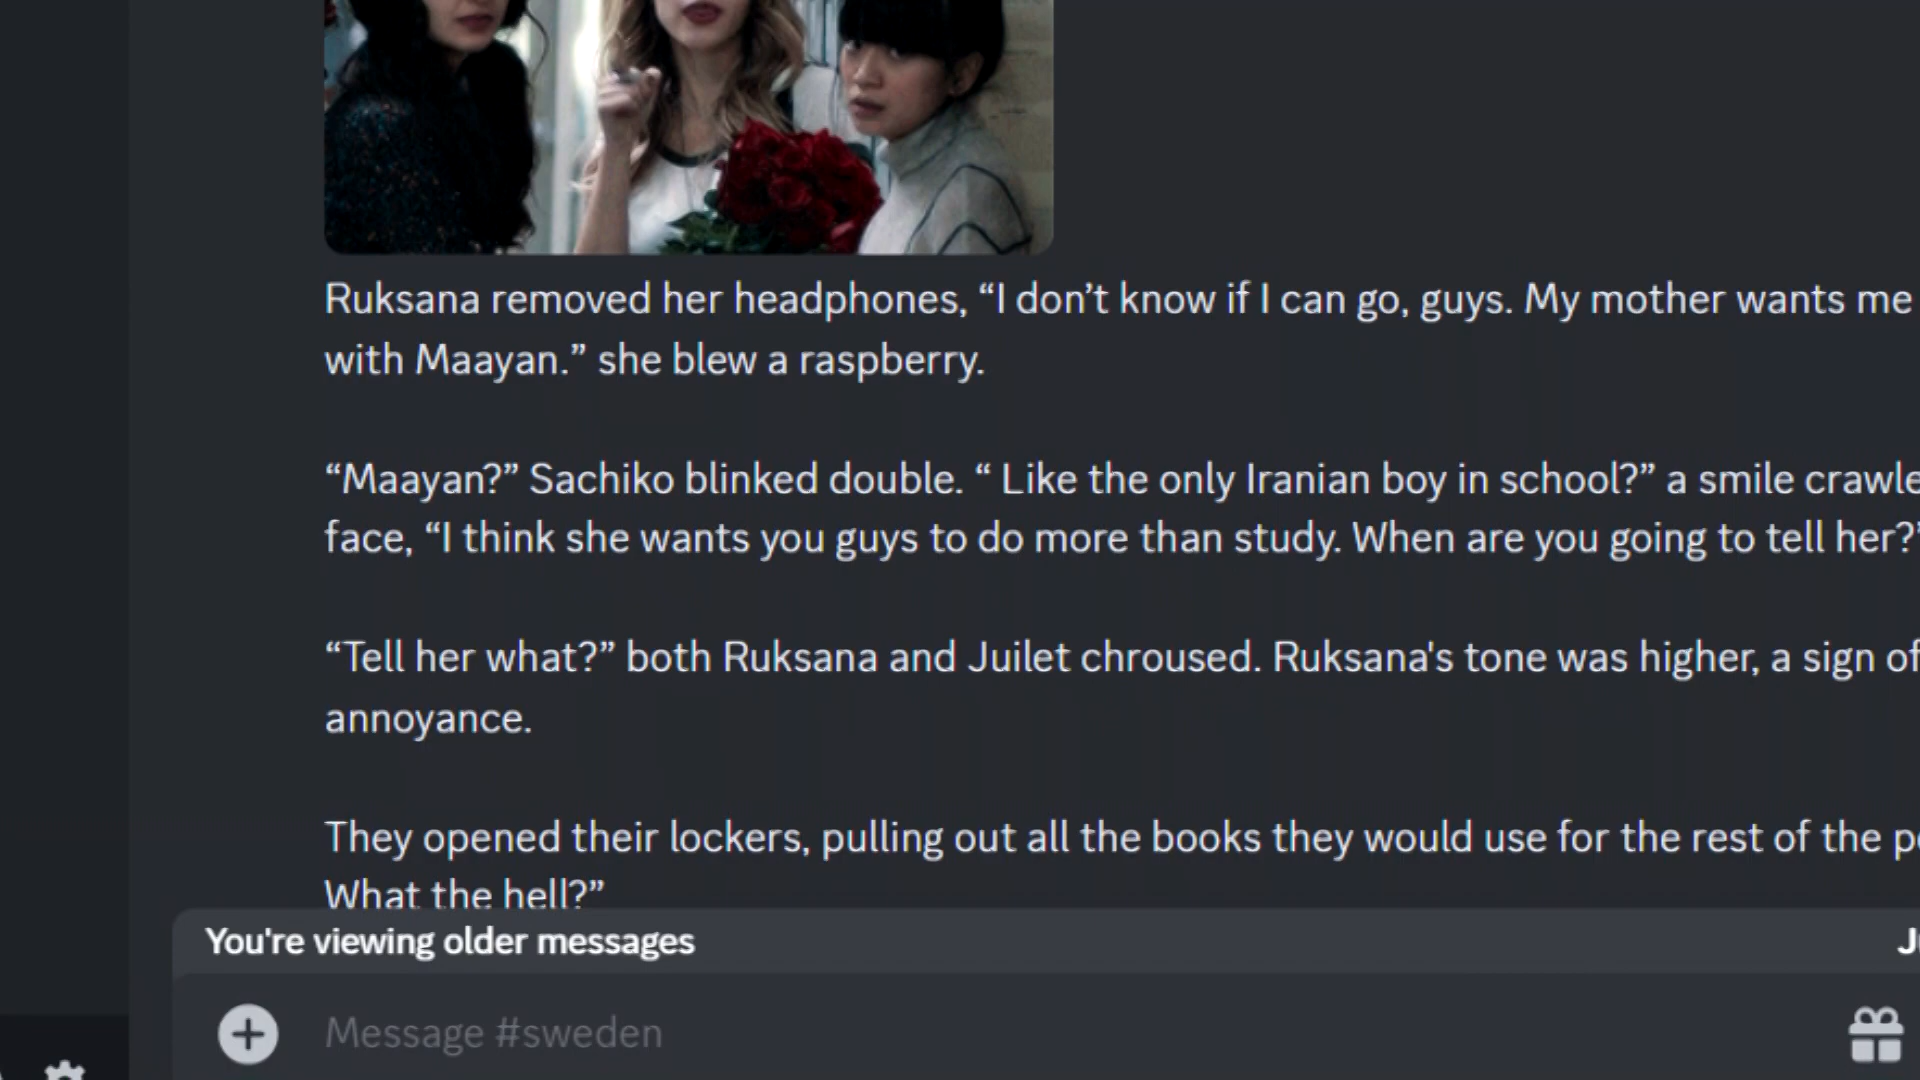 Ruksana removed her headphones, “I don’t know if I can go, guys. My mother wants me
with Maayan.” she blew a raspberry.
“Maayan?” Sachiko blinked double. “ Like the only Iranian boy in school?” a smile
face, “I think she wants you guys to do more than study. When are you going to tell her?”
“Tell her what?” both Ruksana and Juilet chroused. Ruksana's tone was higher, a sign of
annoyance.
They opened their lockers, pulling out all the books they would use for the rest of the
What the hell?”
You're viewing older messages
Message #sweden